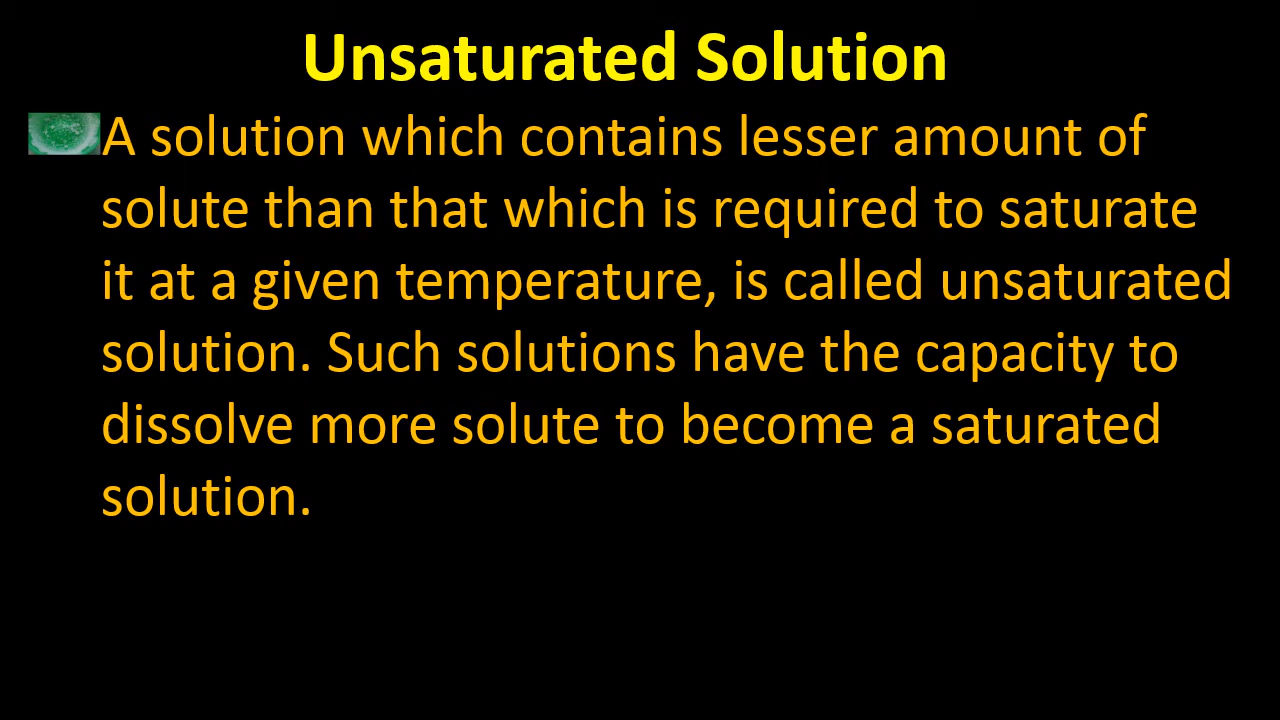 Unsaturated Solution
A solution which contains lesser amount of
solute than that which is required to saturate
it at a given temperature, is called unsaturated
solution. Such solutions have the capacity to
dissolve more solute to become a saturated
solution.